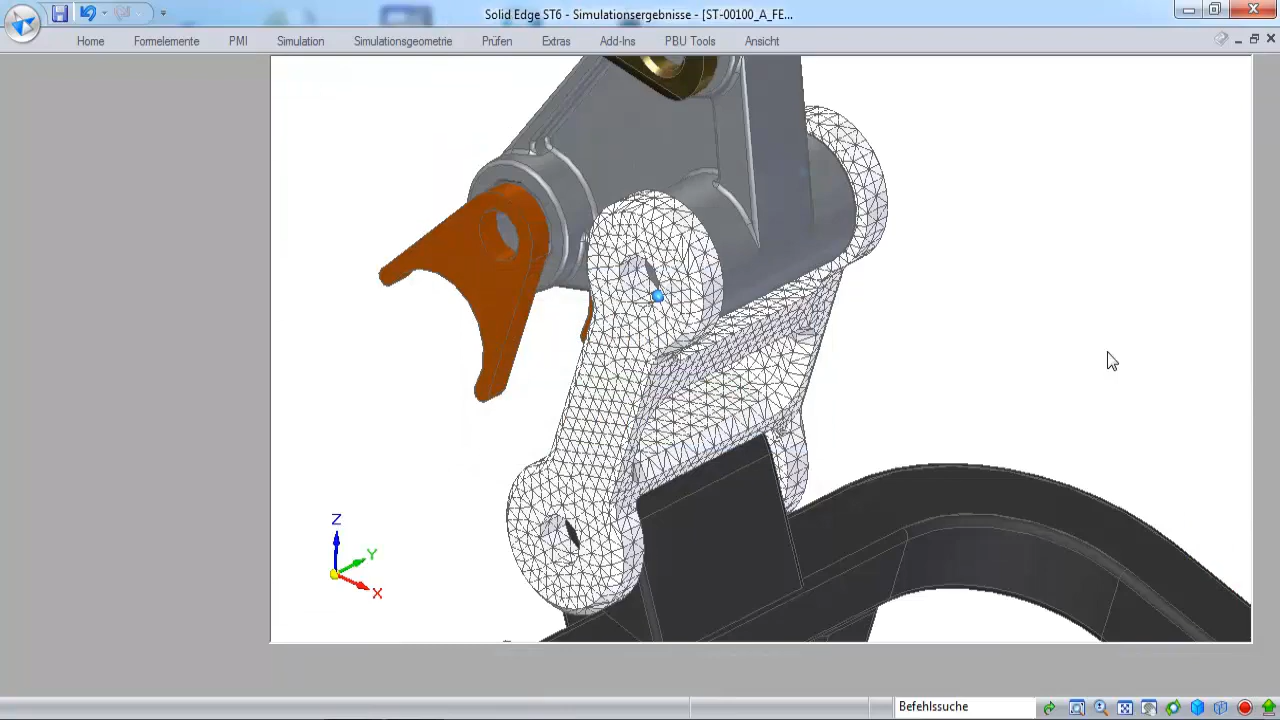 Solid Edge ST6 - Simulationsergebnisse - [ST-00100_A_FE...
Home Formelemente PMI Simulation Simulationsgeometrie Prüfen Extras Add-Ins PBU Tools Ansicht
Z
Y
X
Befehlssuche